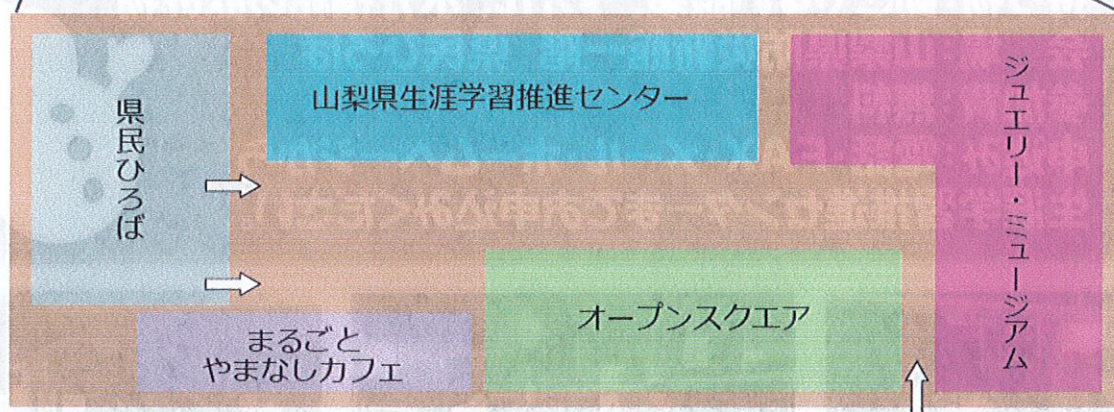 県民ひろば
山梨県生涯学習推進センター
ジュエリー・ミュージアム
オープンスクエア
まるごと
やまなしカフェ